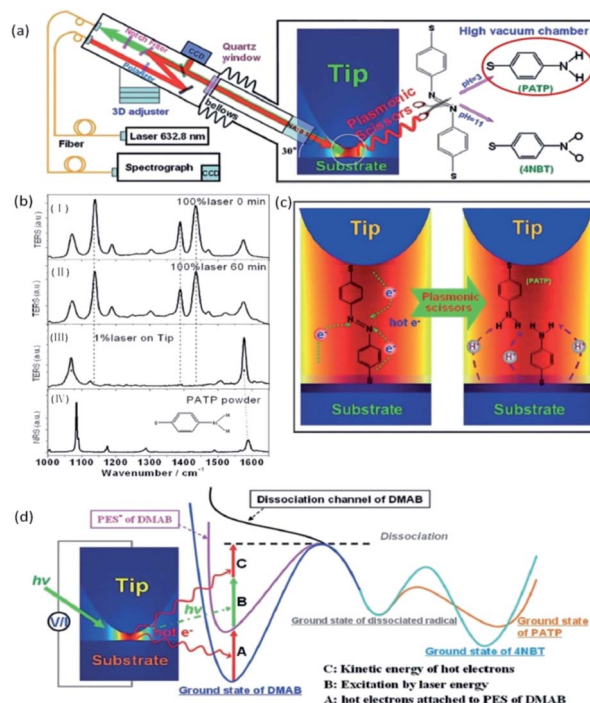 (a)
Notch Filter
Polarizer
CCD
Quartz
window
3D adjuster
bellows
Fiber
Laser 632.8 nm
Spectrograph
CCD
30°
Tip
Substrate
Plasmonic
Scissors
High vacuum chamber
S
N
N
S
pH=3
pH=11
S
N
H
H
(PATP)
S
N
O
O
(4NBT)
(b)
(I)
100%laser 0 min
TERS (a.u.)
(II)
100%laser 60 min
TERS (a.u.)
(III)
1%laser on Tip
TERS (a.u.)
(IV)
PATP powder
NRS (a.u.)
1000 1100 1200 1300 1400 1500 1600
Wavenumber / cm⁻¹
(c)
Tip
S
e⁻
N
N
hot e⁻
e⁻
e⁻
S
Substrate
Plasmonic
scissors
Tip
S
(PATP)
N
H H H H
N
H⁺
H⁺
H⁺
S
Substrate
(d)
Dissociation channel of DMAB
PES⁻ of DMAB
Dissociation
hv
V/I
Tip
hv
hot e⁻
Substrate
C
B
A
Ground state of DMAB
Ground state of dissociated radical
Ground state
of PATP
Ground state of 4NBT
C: Kinetic energy of hot electrons
B: Excitation by laser energy
A: hot electrons attached to PES of DMAB